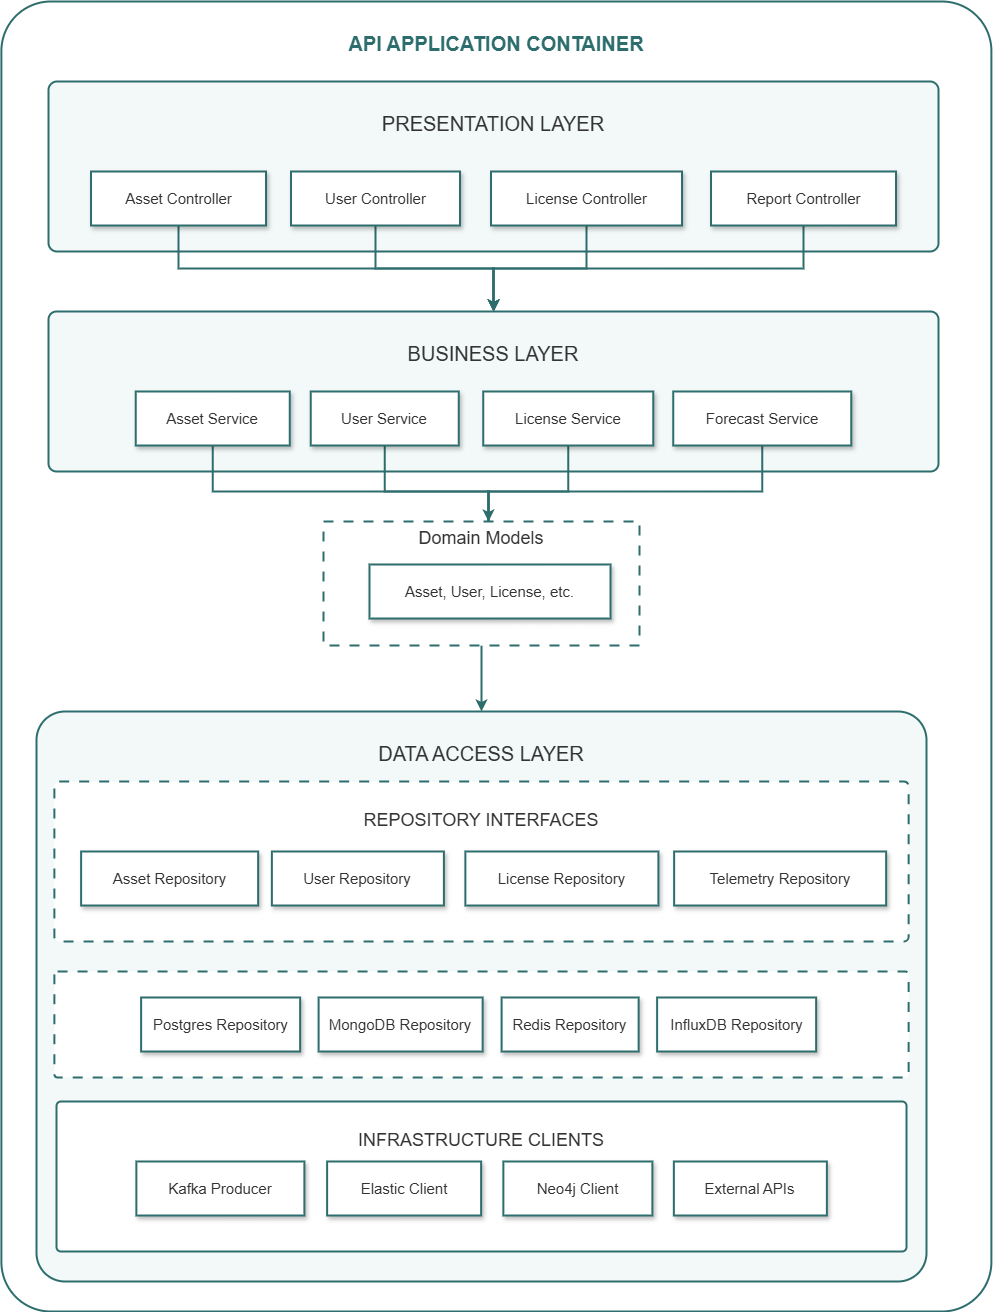 API APPLICATION CONTAINER
PRESENTATION LAYER
Asset Controller
User Controller
License Controller
Report Controller
BUSINESS LAYER
Asset Service
User Service
License Service
Forecast Service
Domain Models
Asset, User, License, etc.
DATA ACCESS LAYER
REPOSITORY INTERFACES
Asset Repository
User Repository
License Repository
Telemetry Repository
Postgres Repository
MongoDB Repository
Redis Repository
InfluxDB Repository
INFRASTRUCTURE CLIENTS
Kafka Producer
Elastic Client
Neo4j Client
External APIs